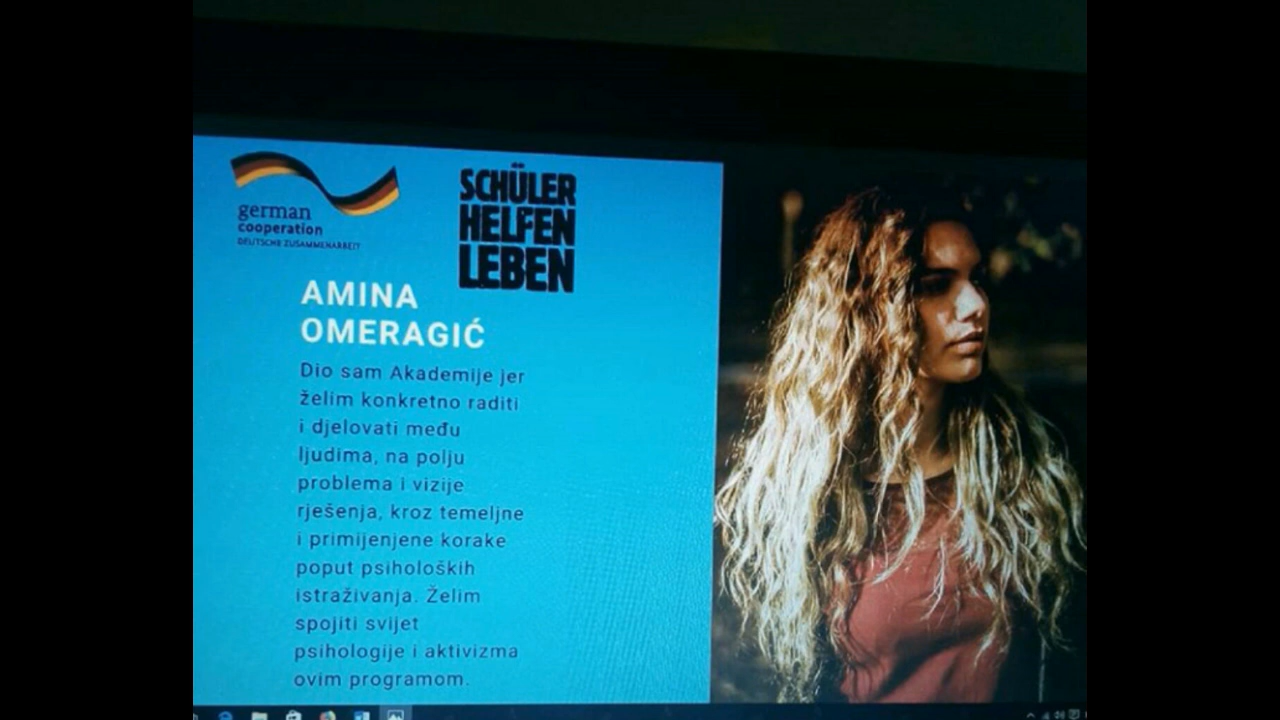 german
cooperation
DEUTSCHE ZUSAMMENARBEIT
SCHÜLER
HELFEN
LEBEN
AMINA
OMERAGIĆ
Dio sam Akademije jer
želim konkretno raditi
i djelovati među
ljudima, na polju
problema i vizije
rješenja, kroz temeljne
i primijenjene korake
poput psiholoških
istraživanja. Želim
spojiti svijet
psihologije i aktivizma
ovim programom.